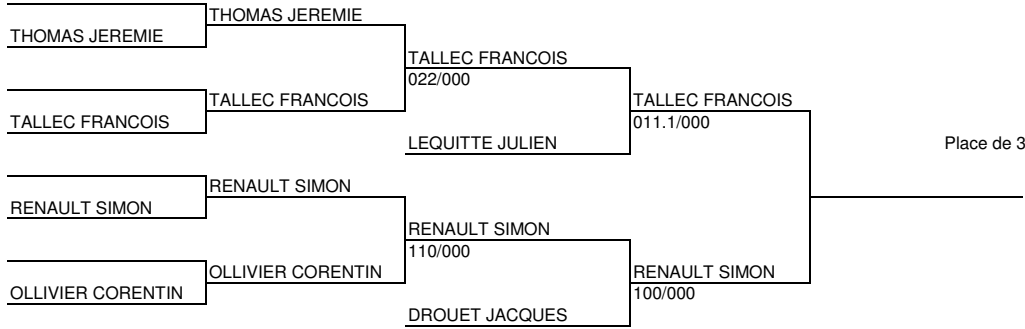 THOMAS JEREMIE
THOMAS JEREMIE
TALLEC FRANCOIS
022/000
TALLEC FRANCOIS
TALLEC FRANCOIS
TALLEC FRANCOIS
011.1/000
LEQUITTE JULIEN
Place de 3
RENAULT SIMON
RENAULT SIMON
RENAULT SIMON
110/000
OLLIVIER CORENTIN
RENAULT SIMON
OLLIVIER CORENTIN
100/000
DROUET JACQUES